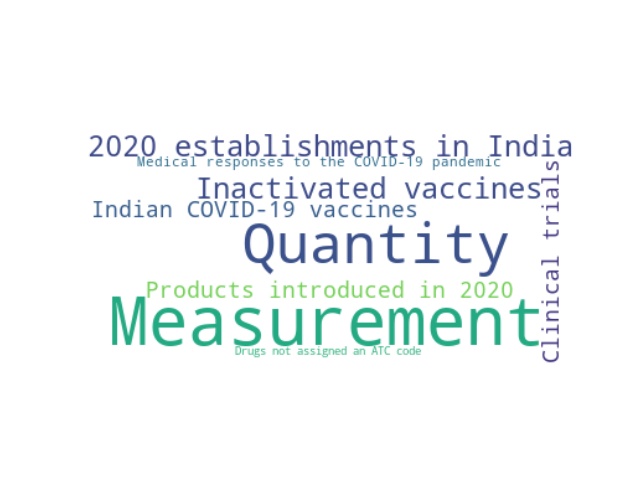 2020 establishments in India
Medical responses to the COVID-19 pandemic
Inactivated vaccines
Indian COVID-19 vaccines
Quantity
Clinical trials
Products introduced in 2020
Measurement
Drugs not assigned an ATC code